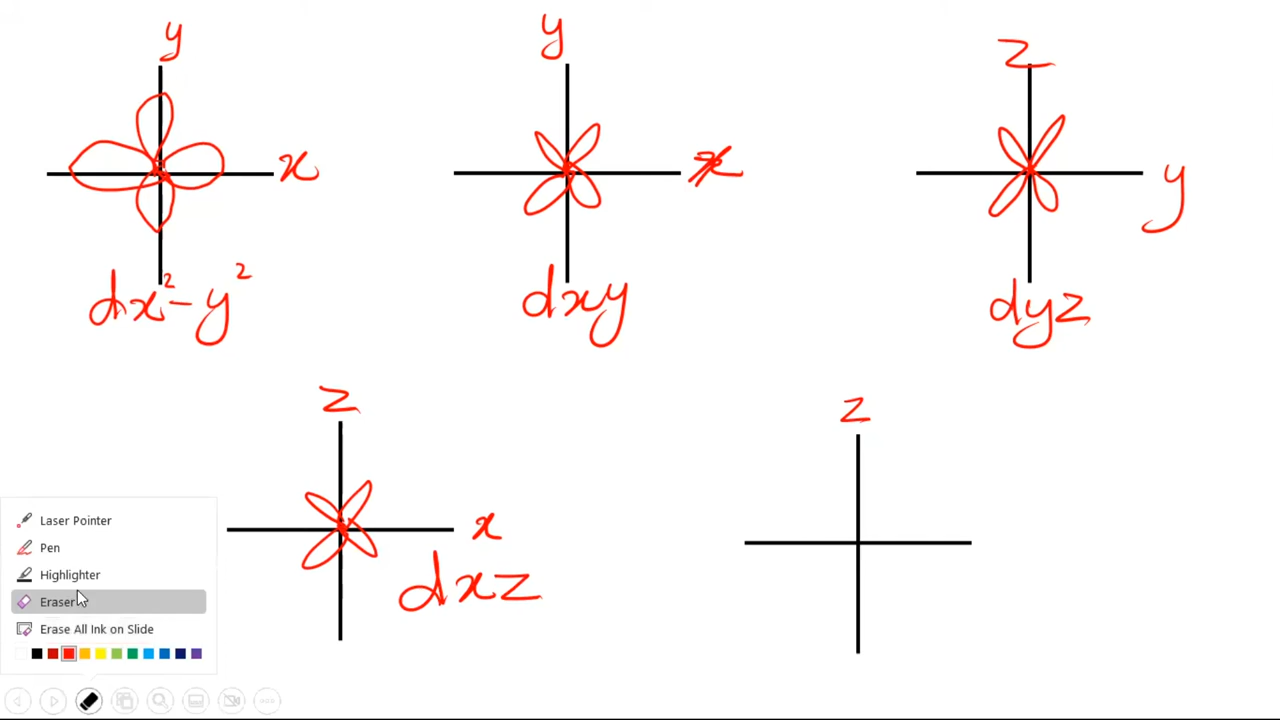 y
x
dx²-y²
y
x
dxy
z
y
dyz
z
x
dxz
z
Laser Pointer
Pen
Highlighter
Eraser
Erase All Ink on Slide